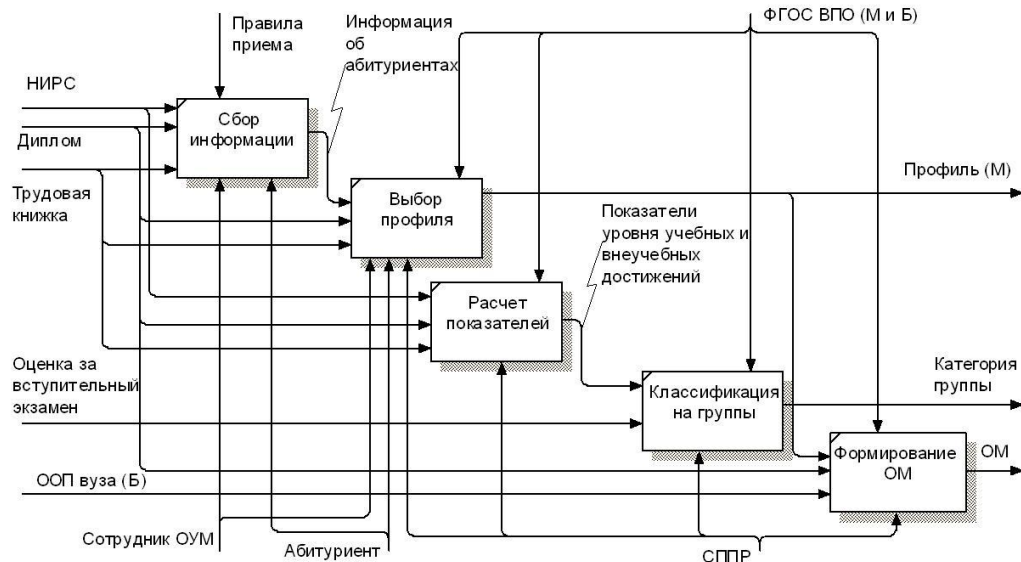 Правила
приема
Информация
об
абитуриентах
ФГОС ВПО (М и Б)
НИРС
Диплом
Трудовая
книжка
Сбор
информации
Выбор
профиля
Профиль (М)
Показатели
уровня учебных и
внеучебных
достижений
Расчет
показателей
Оценка за
вступительный
экзамен
Классификация
на группы
Категория
группы
Формирование
ОМ
ОМ
ООП вуза (Б)
Сотрудник ОУМ
Абитуриент
СППР